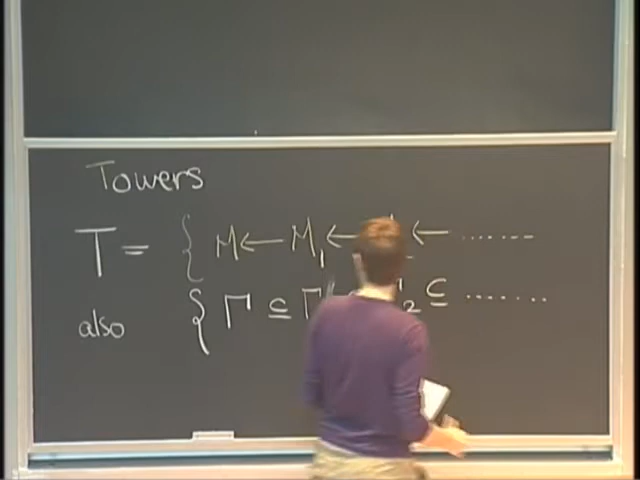 Towers
T = { M ← M₁ ← ← .......
also { Γ ⊆ Γ ₂ ⊆ .......